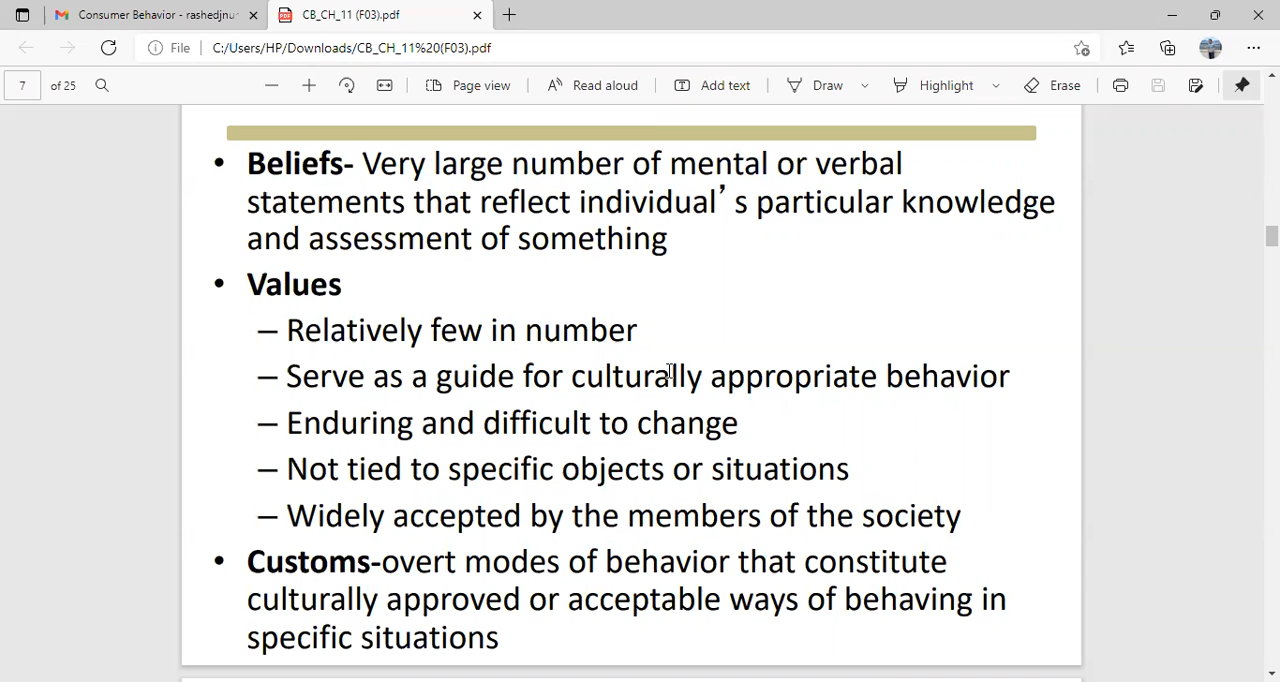 Consumer Behavior - rashedjnu
CB_CH_11 (F03).pdf
File C:/Users/HP/Downloads/CB_CH_11%20(F03).pdf
7 of 25 Page view Read aloud Add text Draw Highlight Erase
• Beliefs- Very large number of mental or verbal
statements that reflect individual’ s particular knowledge
and assessment of something
• Values
– Relatively few in number
– Serve as a guide for culturally appropriate behavior
– Enduring and difficult to change
– Not tied to specific objects or situations
– Widely accepted by the members of the society
• Customs-overt modes of behavior that constitute
culturally approved or acceptable ways of behaving in
specific situations